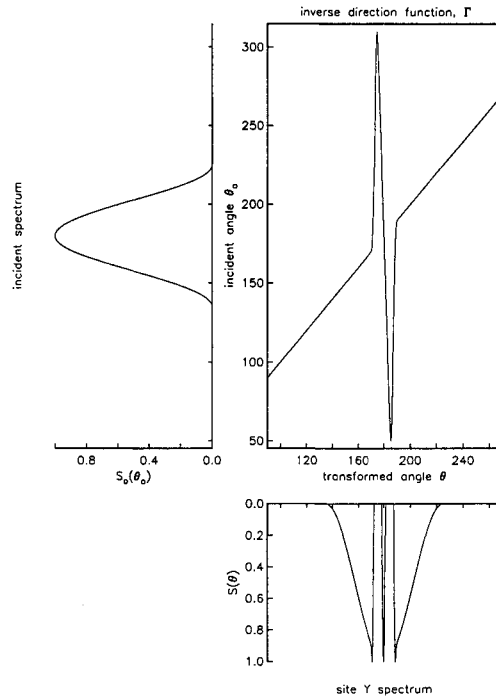 inverse direction function, Γ
300
250
200
150
100
50
incident angle θₒ
120
160
200
240
transformed angle θ
incident spectrum
0.8
0.4
0.0
Sₒ(θₒ)
0.0
0.2
0.4
0.6
0.8
1.0
S(θ)
site Y spectrum